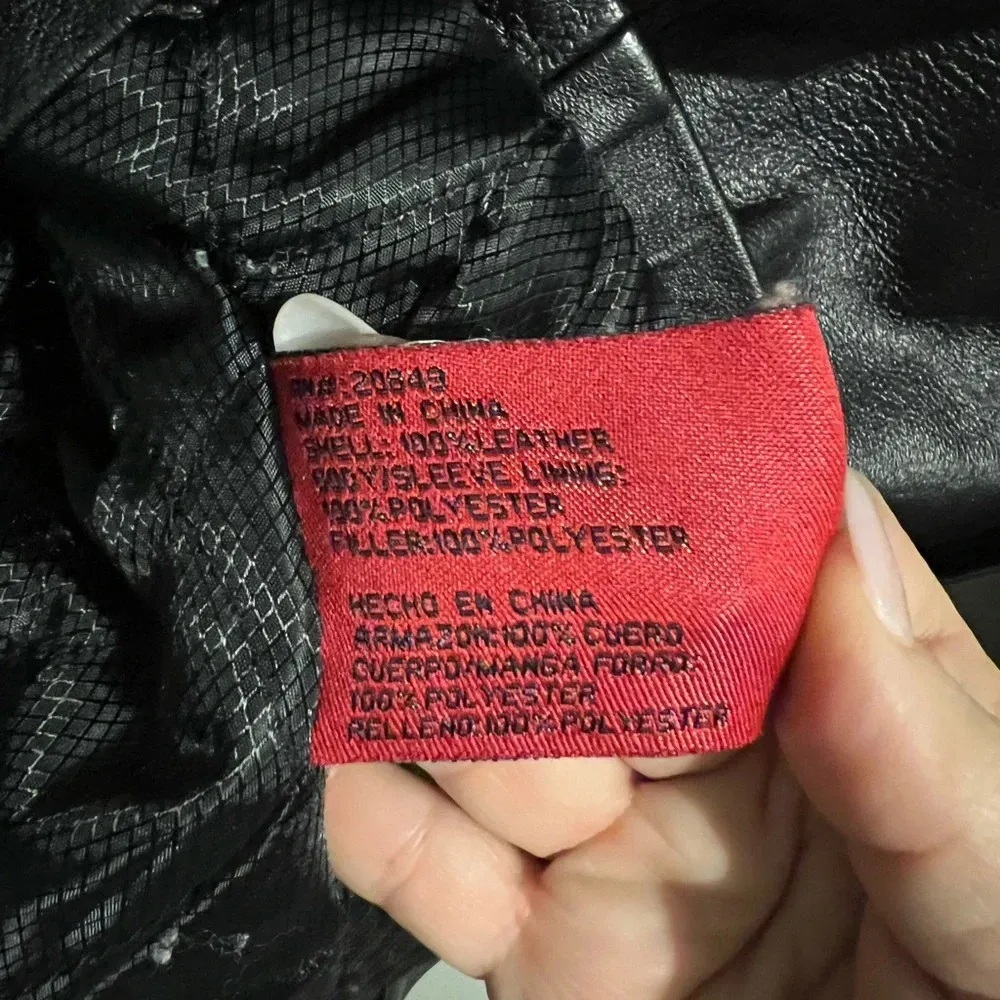 RN#: 20849
MADE IN CHINA
SHELL: 100% LEATHER
BODY/SLEEVE LINING:
100% POLYESTER
FILLER: 100% POLYESTER
HECHO EN CHINA
ARMAZON: 100% CUERO
CUERPO/MANGA FORRO:
100% POLYESTER
RELLENO: 100% POLYESTER